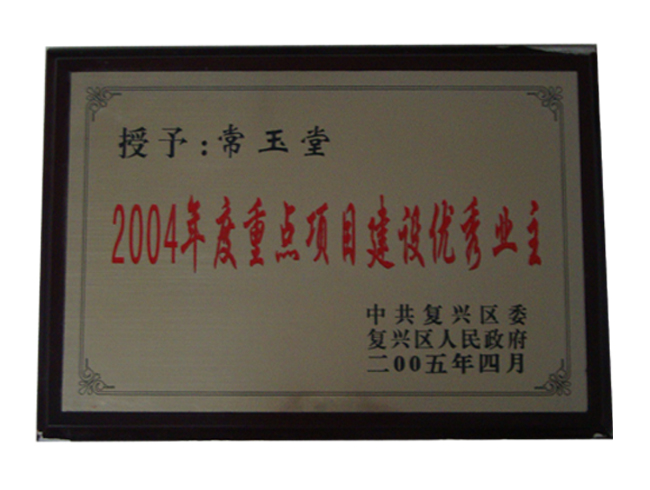 授予:常玉堂
2004年度重点项目建设优秀业主
中共复兴区委
复兴区人民政府
二00五年四月